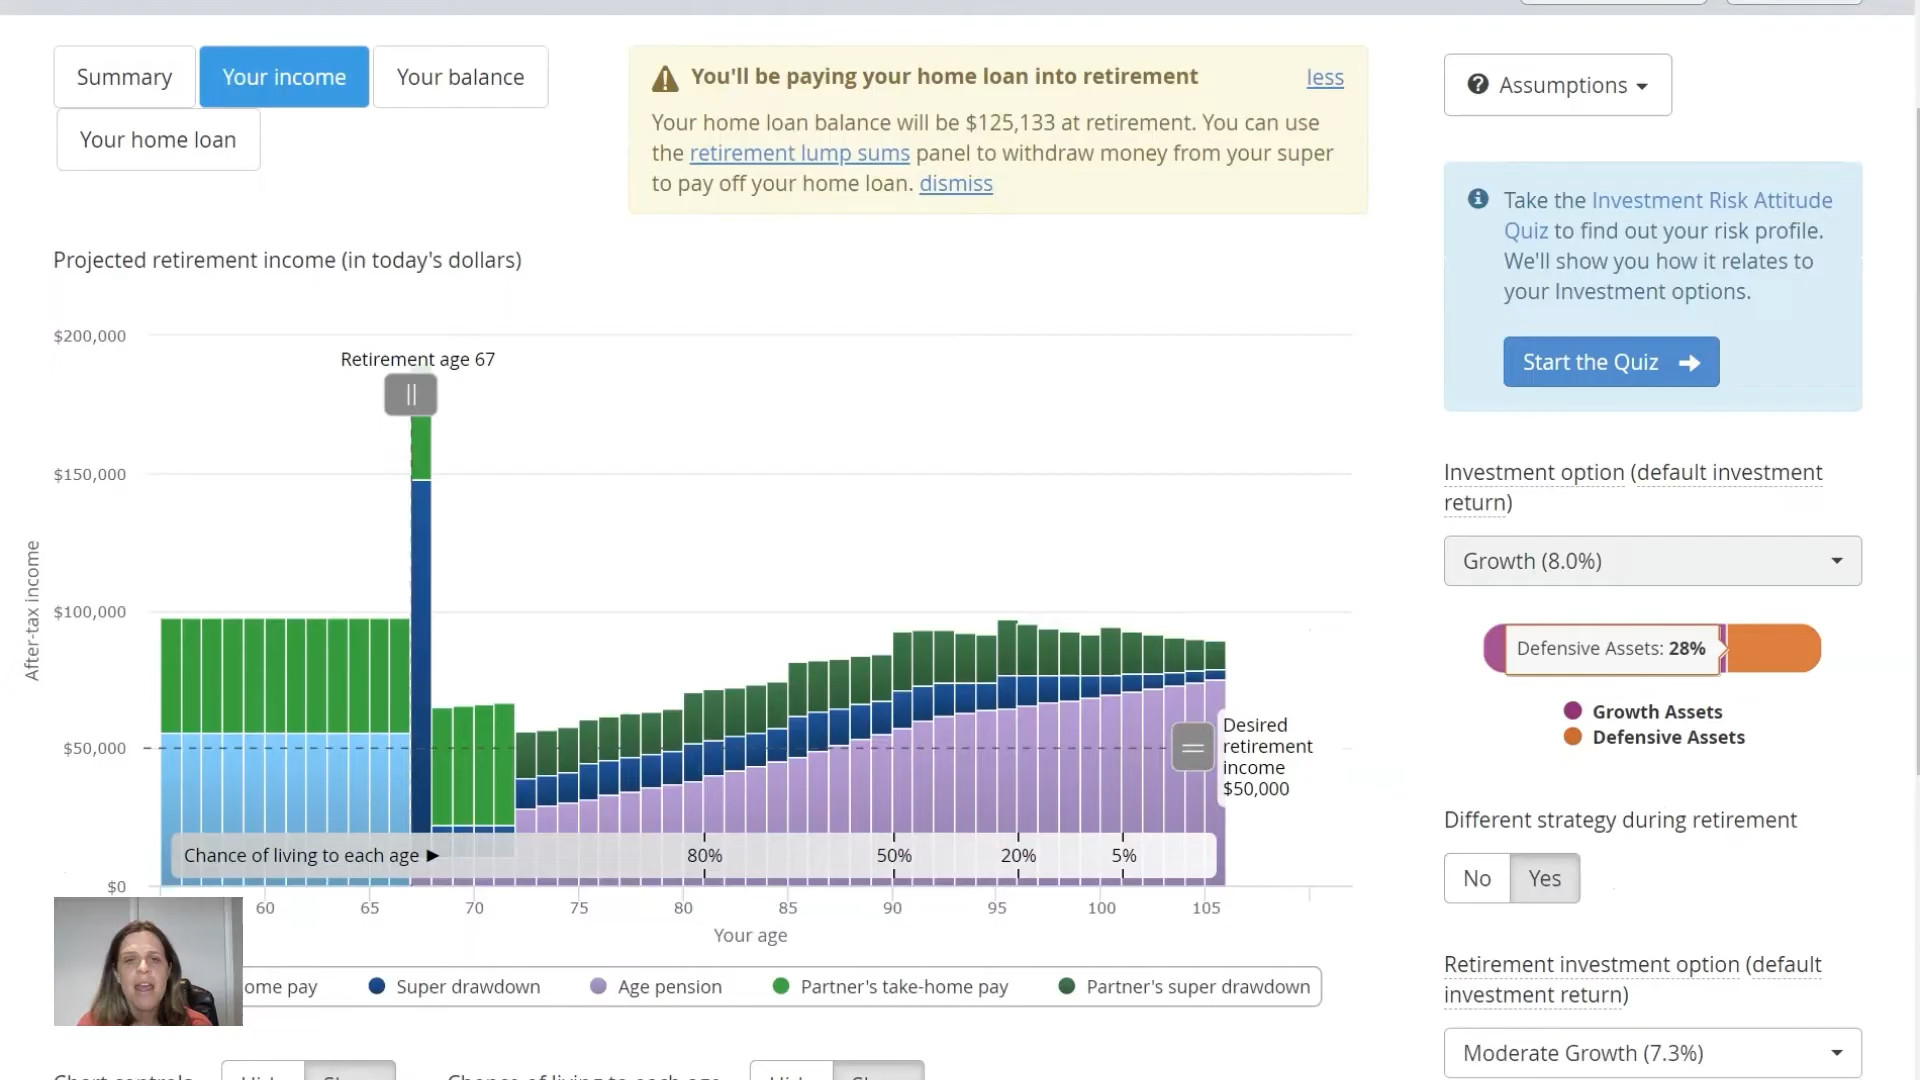 Summary
Your income
Your balance
Your home loan
You'll be paying your home loan into retirement
less
Your home loan balance will be $125,133 at retirement. You can use
the retirement lump sums panel to withdraw money from your super
to pay off your home loan. dismiss
Assumptions
Take the Investment Risk Attitude
Quiz to find out your risk profile.
We'll show you how it relates to
your Investment options.
Start the Quiz
Projected retirement income (in today's dollars)
After-tax income
$200,000
$150,000
$100,000
$50,000
$0
Retirement age 67
Desired
retirement
income
$50,000
Chance of living to each age
80%
50%
20%
5%
60
65
70
75
80
85
90
95
100
105
Your age
ome pay
Super drawdown
Age pension
Partner's take-home pay
Partner's super drawdown
Investment option (default investment
return)
Growth (8.0%)
Defensive Assets: 28%
Growth Assets
Defensive Assets
Different strategy during retirement
No
Yes
Retirement investment option (default
investment return)
Moderate Growth (7.3%)
Chance of living to each age